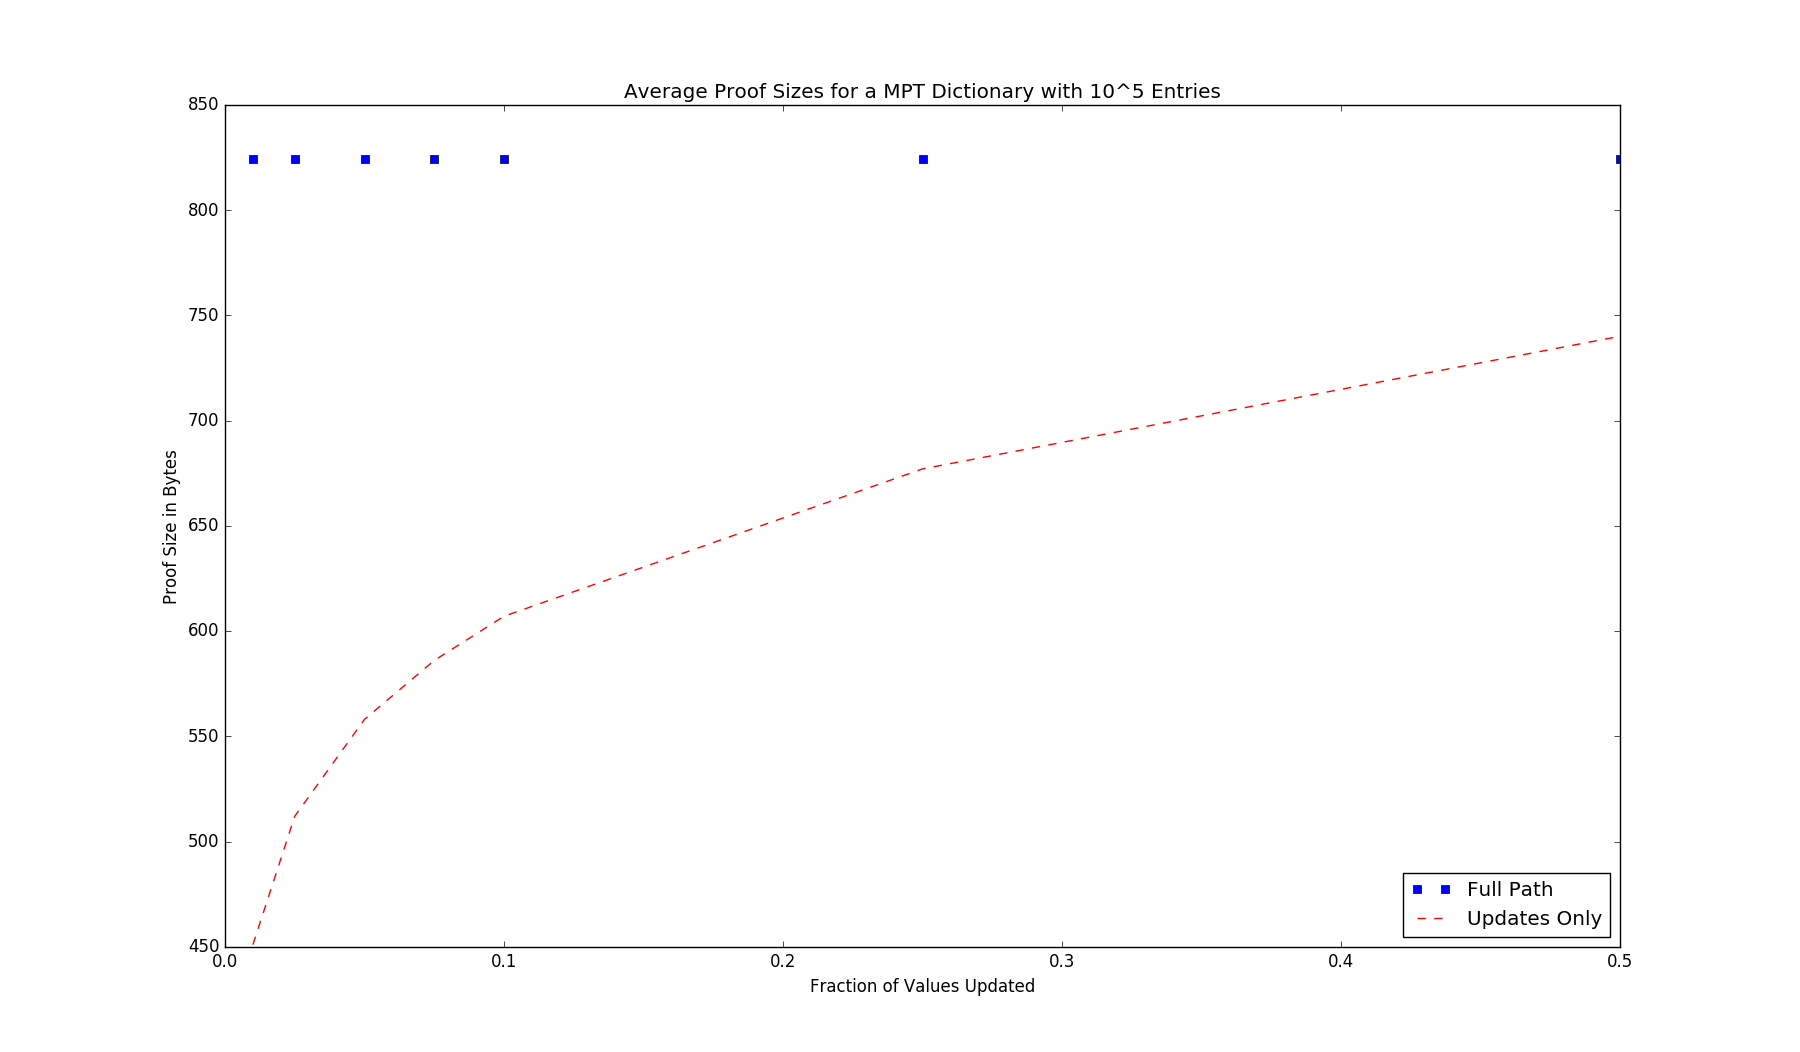 Average Proof Sizes for a MPT Dictionary with 10^5 Entries
850
800
750
700
650
600
550
500
450
Proof Size in Bytes
0.0 0.1 0.2 0.3 0.4 0.5
Fraction of Values Updated
Full Path
Updates Only